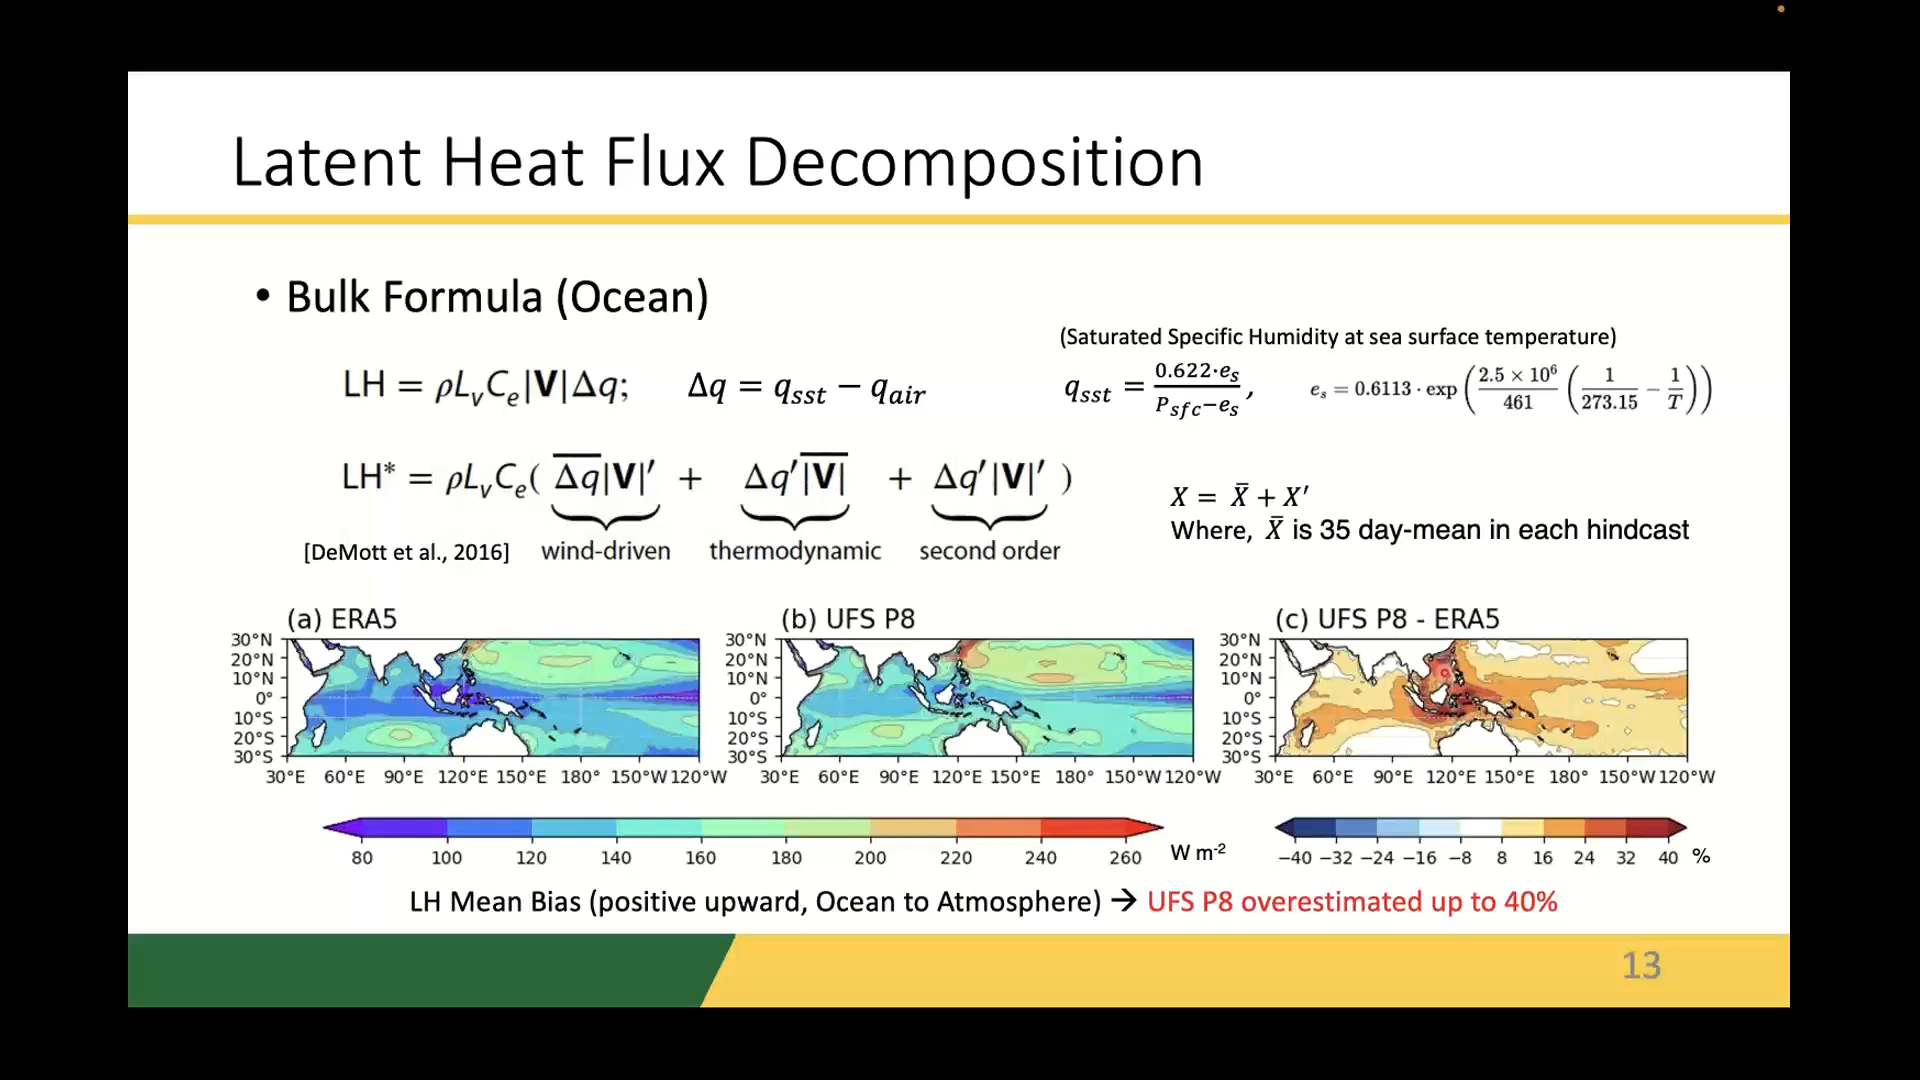 Latent Heat Flux Decomposition
• Bulk Formula (Ocean)
(Saturated Specific Humidity at sea surface temperature)
LH = ρL_vC_e|V|Δq; Δq = q_sst − q_air
q_sst = 0.622·e_s / (P_sfc−e_s), e_s = 0.6113 · exp (2.5 × 10⁶ / 461 (1 / 273.15 − 1 / T))
LH* = ρL_vC_e( \overline{Δq}|V|′ + Δq′\overline{|V|} + Δq′|V|′ )
X = X̄ + X′
Where, X̄ is 35 day-mean in each hindcast
[DeMott et al., 2016] wind-driven thermodynamic second order
(a) ERA5
30°N
20°N
10°N
0°
10°S
20°S
30°S
30°E 60°E 90°E 120°E 150°E 180° 150°W 120°W
(b) UFS P8
30°N
20°N
10°N
0°
10°S
20°S
30°S
30°E 60°E 90°E 120°E 150°E 180° 150°W 120°W
(c) UFS P8 - ERA5
30°N
20°N
10°N
0°
10°S
20°S
30°S
30°E 60°E 90°E 120°E 150°E 180° 150°W 120°W
80 100 120 140 160 180 200 220 240 260 W m⁻²
−40 −32 −24 −16 −8 8 16 24 32 40 %
LH Mean Bias (positive upward, Ocean to Atmosphere) → UFS P8 overestimated up to 40%
13